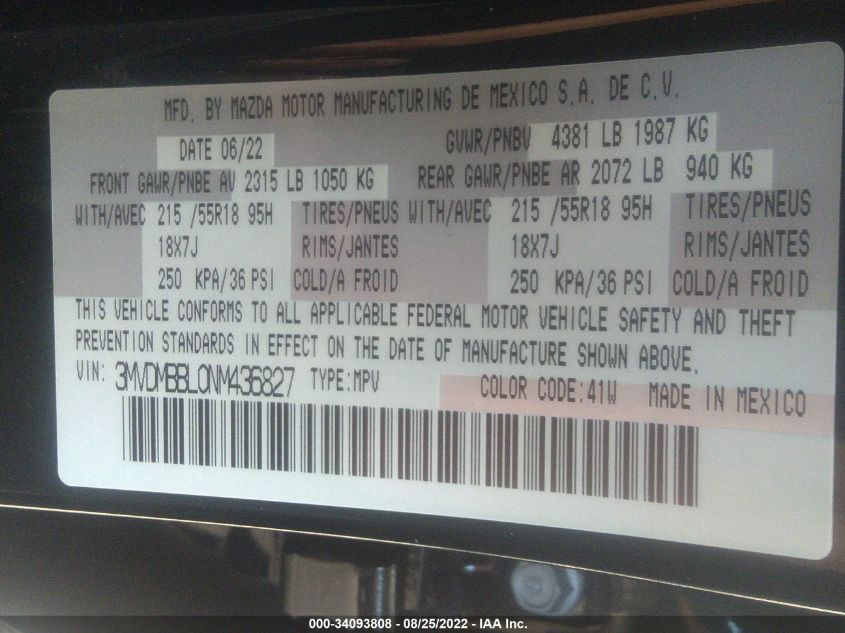 MFD. BY MAZDA MOTOR MANUFACTURING DE MEXICO S.A. DE C.V.
DATE 06/22 GVWR/PNBV 4381 LB 1987 KG
FRONT GAWR/PNBE AV 2315 LB 1050 KG REAR GAWR/PNBE AR 2072 LB 940 KG
WITH/AVEC 215 /55R18 95H TIRES/PNEUS WITH/AVEC 215 /55R18 95H TIRES/PNEUS
18X7J RIMS/JANTES 18X7J RIMS/JANTES
250 KPA/36 PSI COLD/A FROID 250 KPA/36 PSI COLD/A FROID
THIS VEHICLE CONFORMS TO ALL APPLICABLE FEDERAL MOTOR VEHICLE SAFETY AND THEFT
PREVENTION STANDARDS IN EFFECT ON THE DATE OF MANUFACTURE SHOWN ABOVE.
VIN: 3MVDMBBL0NM436827 TYPE:MPV COLOR CODE:41W MADE IN MEXICO
000-34093808 - 08/25/2022 - IAA Inc.